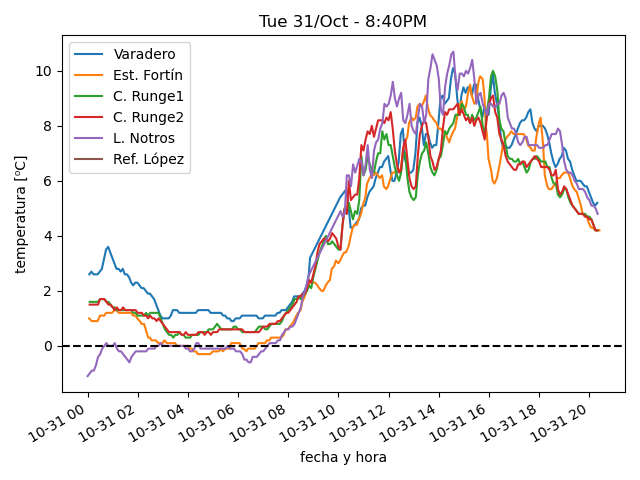 Tue 31/Oct - 8:40PM
Varadero
Est. Fortín
C. Runge1
C. Runge2
L. Notros
Ref. López
temperatura [ºC]
10
8
6
4
2
0
10-31 00
10-31 02
10-31 04
10-31 06
10-31 08
10-31 10
10-31 12
10-31 14
10-31 16
10-31 18
10-31 20
fecha y hora